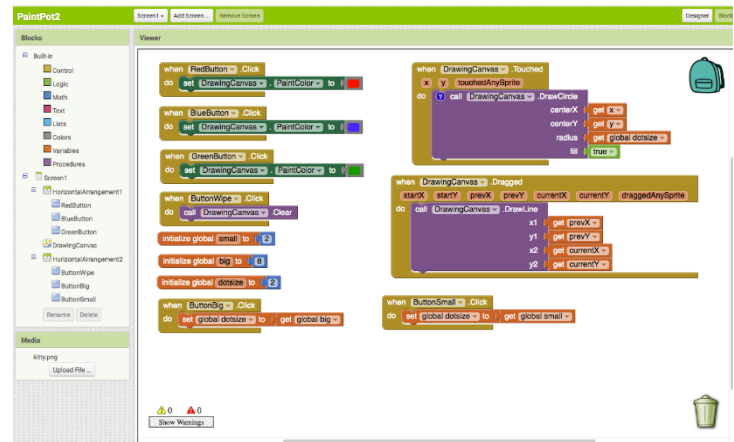 PaintPot2
Screen1
Add Screen ...
Remove Screen
Designer
Blocks
Blocks
Viewer
Built-in
Control
Logic
Math
Text
Lists
Colors
Variables
Procedures
Screen1
HorizontalArrangement1
RedButton
BlueButton
GreenButton
DrawingCanvas
HorizontalArrangement2
ButtonWipe
ButtonBig
ButtonSmall
Rename Delete
Media
kitty.png
Upload File ...
when RedButton .Click
do set DrawingCanvas . PaintColor to
when BlueButton .Click
do set DrawingCanvas . PaintColor to
when GreenButton .Click
do set DrawingCanvas . PaintColor to
when ButtonWipe .Click
do call DrawingCanvas .Clear
initialize global small to 2
initialize global big to 8
initialize global dotsize to 2
when ButtonBig .Click
do set global dotsize to get global big
when DrawingCanvas .Touched
x y touchedAnySprite
do ? call DrawingCanvas .DrawCircle
centerX get x
centerY get y
radius get global dotsize
fill true
when DrawingCanvas .Dragged
startX startY prevX prevY currentX currentY draggedAnySprite
do call DrawingCanvas .DrawLine
x1 get prevX
y1 get prevY
x2 get currentX
y2 get currentY
when ButtonSmall .Click
do set global dotsize to get global small
0 0
Show Warnings